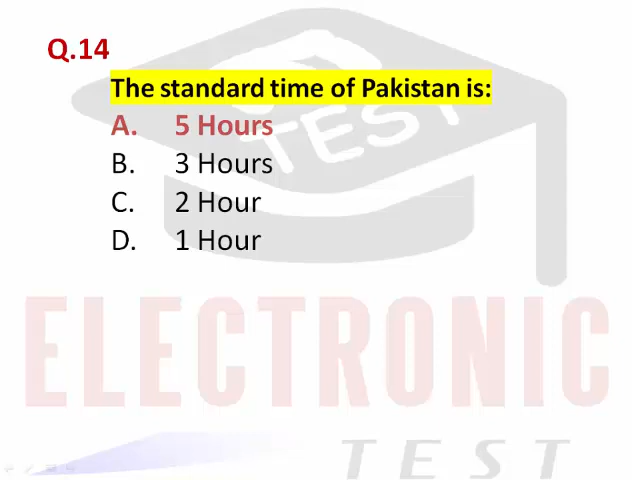 Q.14
The standard time of Pakistan is:
A. 5 Hours
B. 3 Hours
C. 2 Hour
D. 1 Hour
TEST
ELECTRONIC
TEST